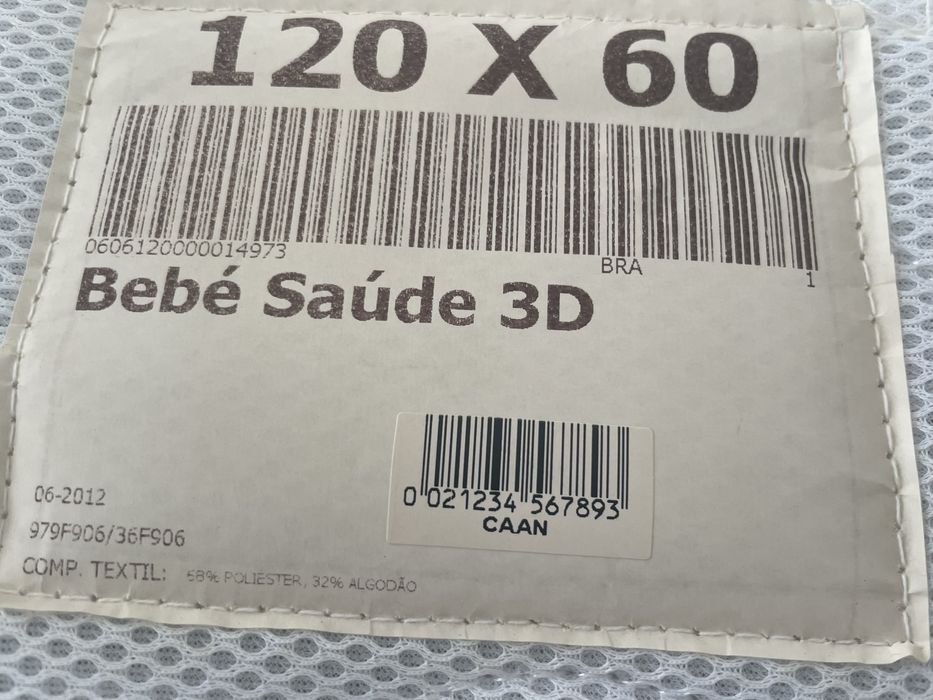 120 X 60
0606120000014973 BRA 1
Bebé Saúde 3D
0 021234 567893
CAAN
06-2012
979F906/36F906
COMP. TEXTIL: 68% POLIÉSTER, 32% ALGODÃO